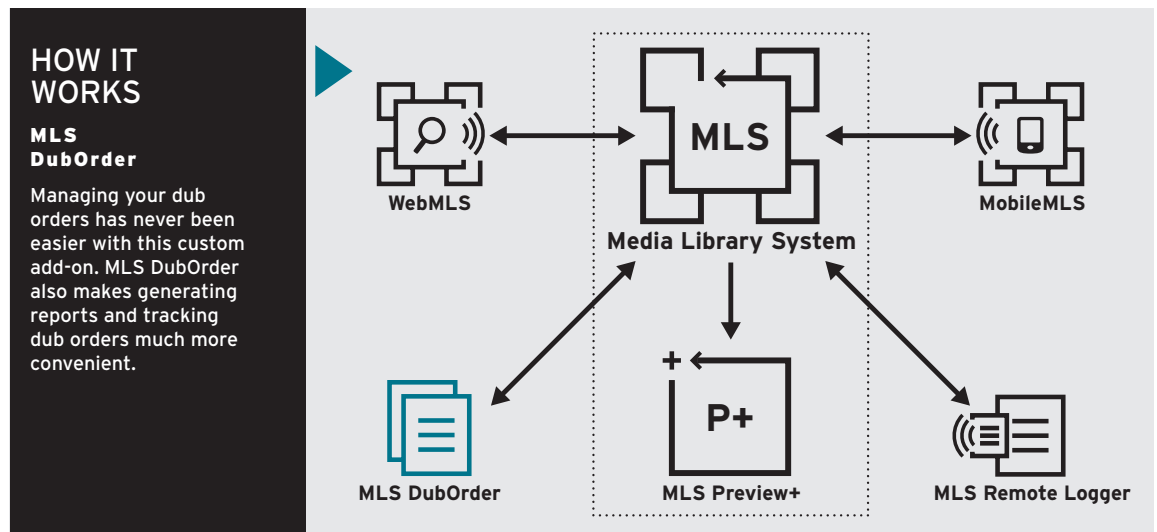 HOW IT
WORKS
MLS
DubOrder
Managing your dub
orders has never been
easier with this custom
add-on. MLS DubOrder
also makes generating
reports and tracking
dub orders much more
convenient.
WebMLS
MLS
Media Library System
MobileMLS
MLS DubOrder
+
P+
MLS Preview+
MLS Remote Logger